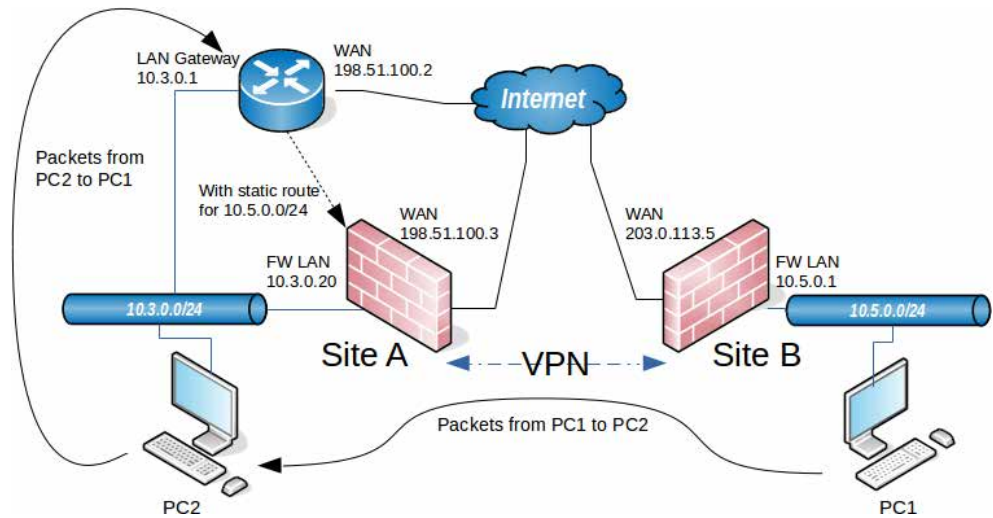 LAN Gateway
10.3.0.1
WAN
198.51.100.2
Internet
Packets from
PC2 to PC1
With static route
for 10.5.0.0/24
WAN
198.51.100.3
WAN
203.0.113.5
FW LAN
10.3.0.20
FW LAN
10.5.0.1
10.3.0.0/24
10.5.0.0/24
Site A
VPN
Site B
Packets from PC1 to PC2
PC2
PC1